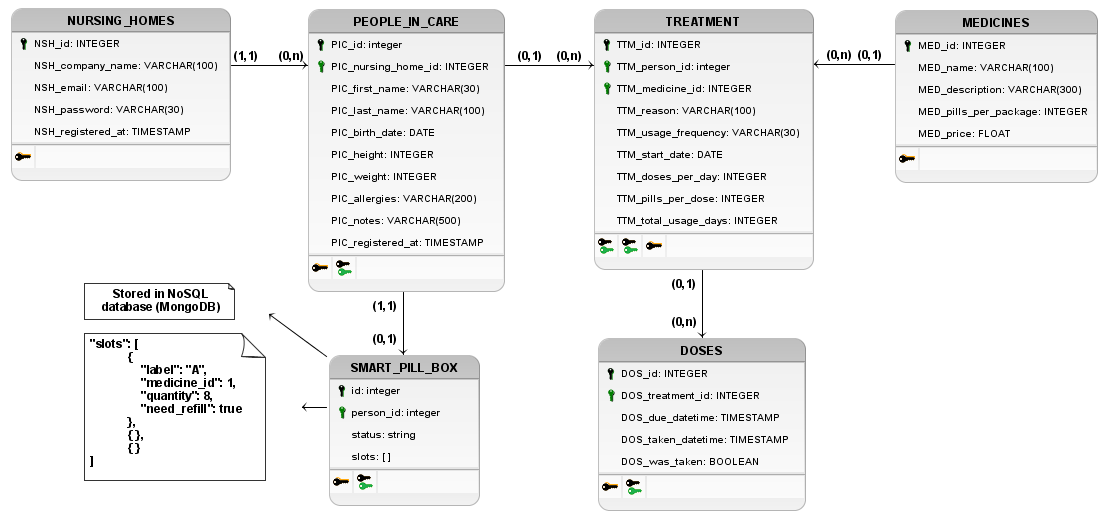 NURSING_HOMES
NSH_id: INTEGER
NSH_company_name: VARCHAR(100)
NSH_email: VARCHAR(100)
NSH_password: VARCHAR(30)
NSH_registered_at: TIMESTAMP
(1,1)
(0,n)
PEOPLE_IN_CARE
PIC_id: integer
PIC_nursing_home_id: INTEGER
PIC_first_name: VARCHAR(30)
PIC_last_name: VARCHAR(100)
PIC_birth_date: DATE
PIC_height: INTEGER
PIC_weight: INTEGER
PIC_allergies: VARCHAR(200)
PIC_notes: VARCHAR(500)
PIC_registered_at: TIMESTAMP
(0,1)
(0,n)
TREATMENT
TTM_id: INTEGER
TTM_person_id: integer
TTM_medicine_id: INTEGER
TTM_reason: VARCHAR(100)
TTM_usage_frequency: VARCHAR(30)
TTM_start_date: DATE
TTM_doses_per_day: INTEGER
TTM_pills_per_dose: INTEGER
TTM_total_usage_days: INTEGER
(0,n)
(0,1)
MEDICINES
MED_id: INTEGER
MED_name: VARCHAR(100)
MED_description: VARCHAR(300)
MED_pills_per_package: INTEGER
MED_price: FLOAT
Stored in NoSQL
database (MongoDB)
"slots": [
{
"label": "A",
"medicine_id": 1,
"quantity": 8,
"need_refill": true
},
{},
{}
]
(1,1)
(0,1)
SMART_PILL_BOX
id: integer
person_id: integer
status: string
slots: []
(0,1)
(0,n)
DOSES
DOS_id: INTEGER
DOS_treatment_id: INTEGER
DOS_due_datetime: TIMESTAMP
DOS_taken_datetime: TIMESTAMP
DOS_was_taken: BOOLEAN